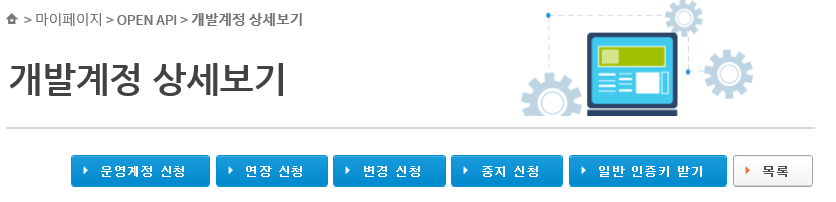 > 마이페이지 > OPEN API > 개발계정 상세보기
개발계정 상세보기
운영계정 신청 연장 신청 변경 신청 중지 신청 일반 인증키 받기 목록